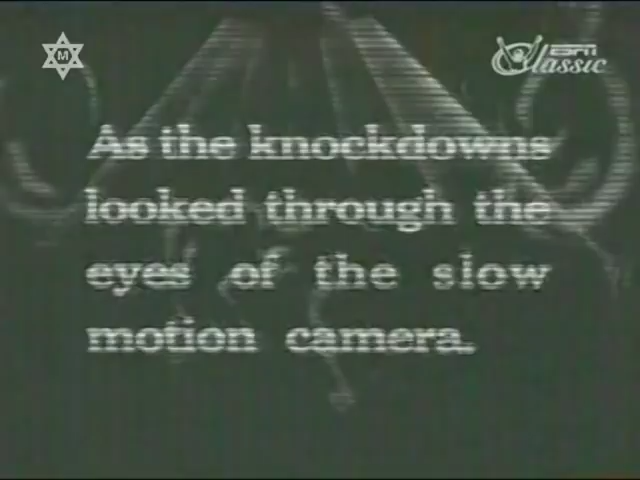 M
ESPN
Classic
As the knockdowns
looked through the
eyes of the slow
motion camera.